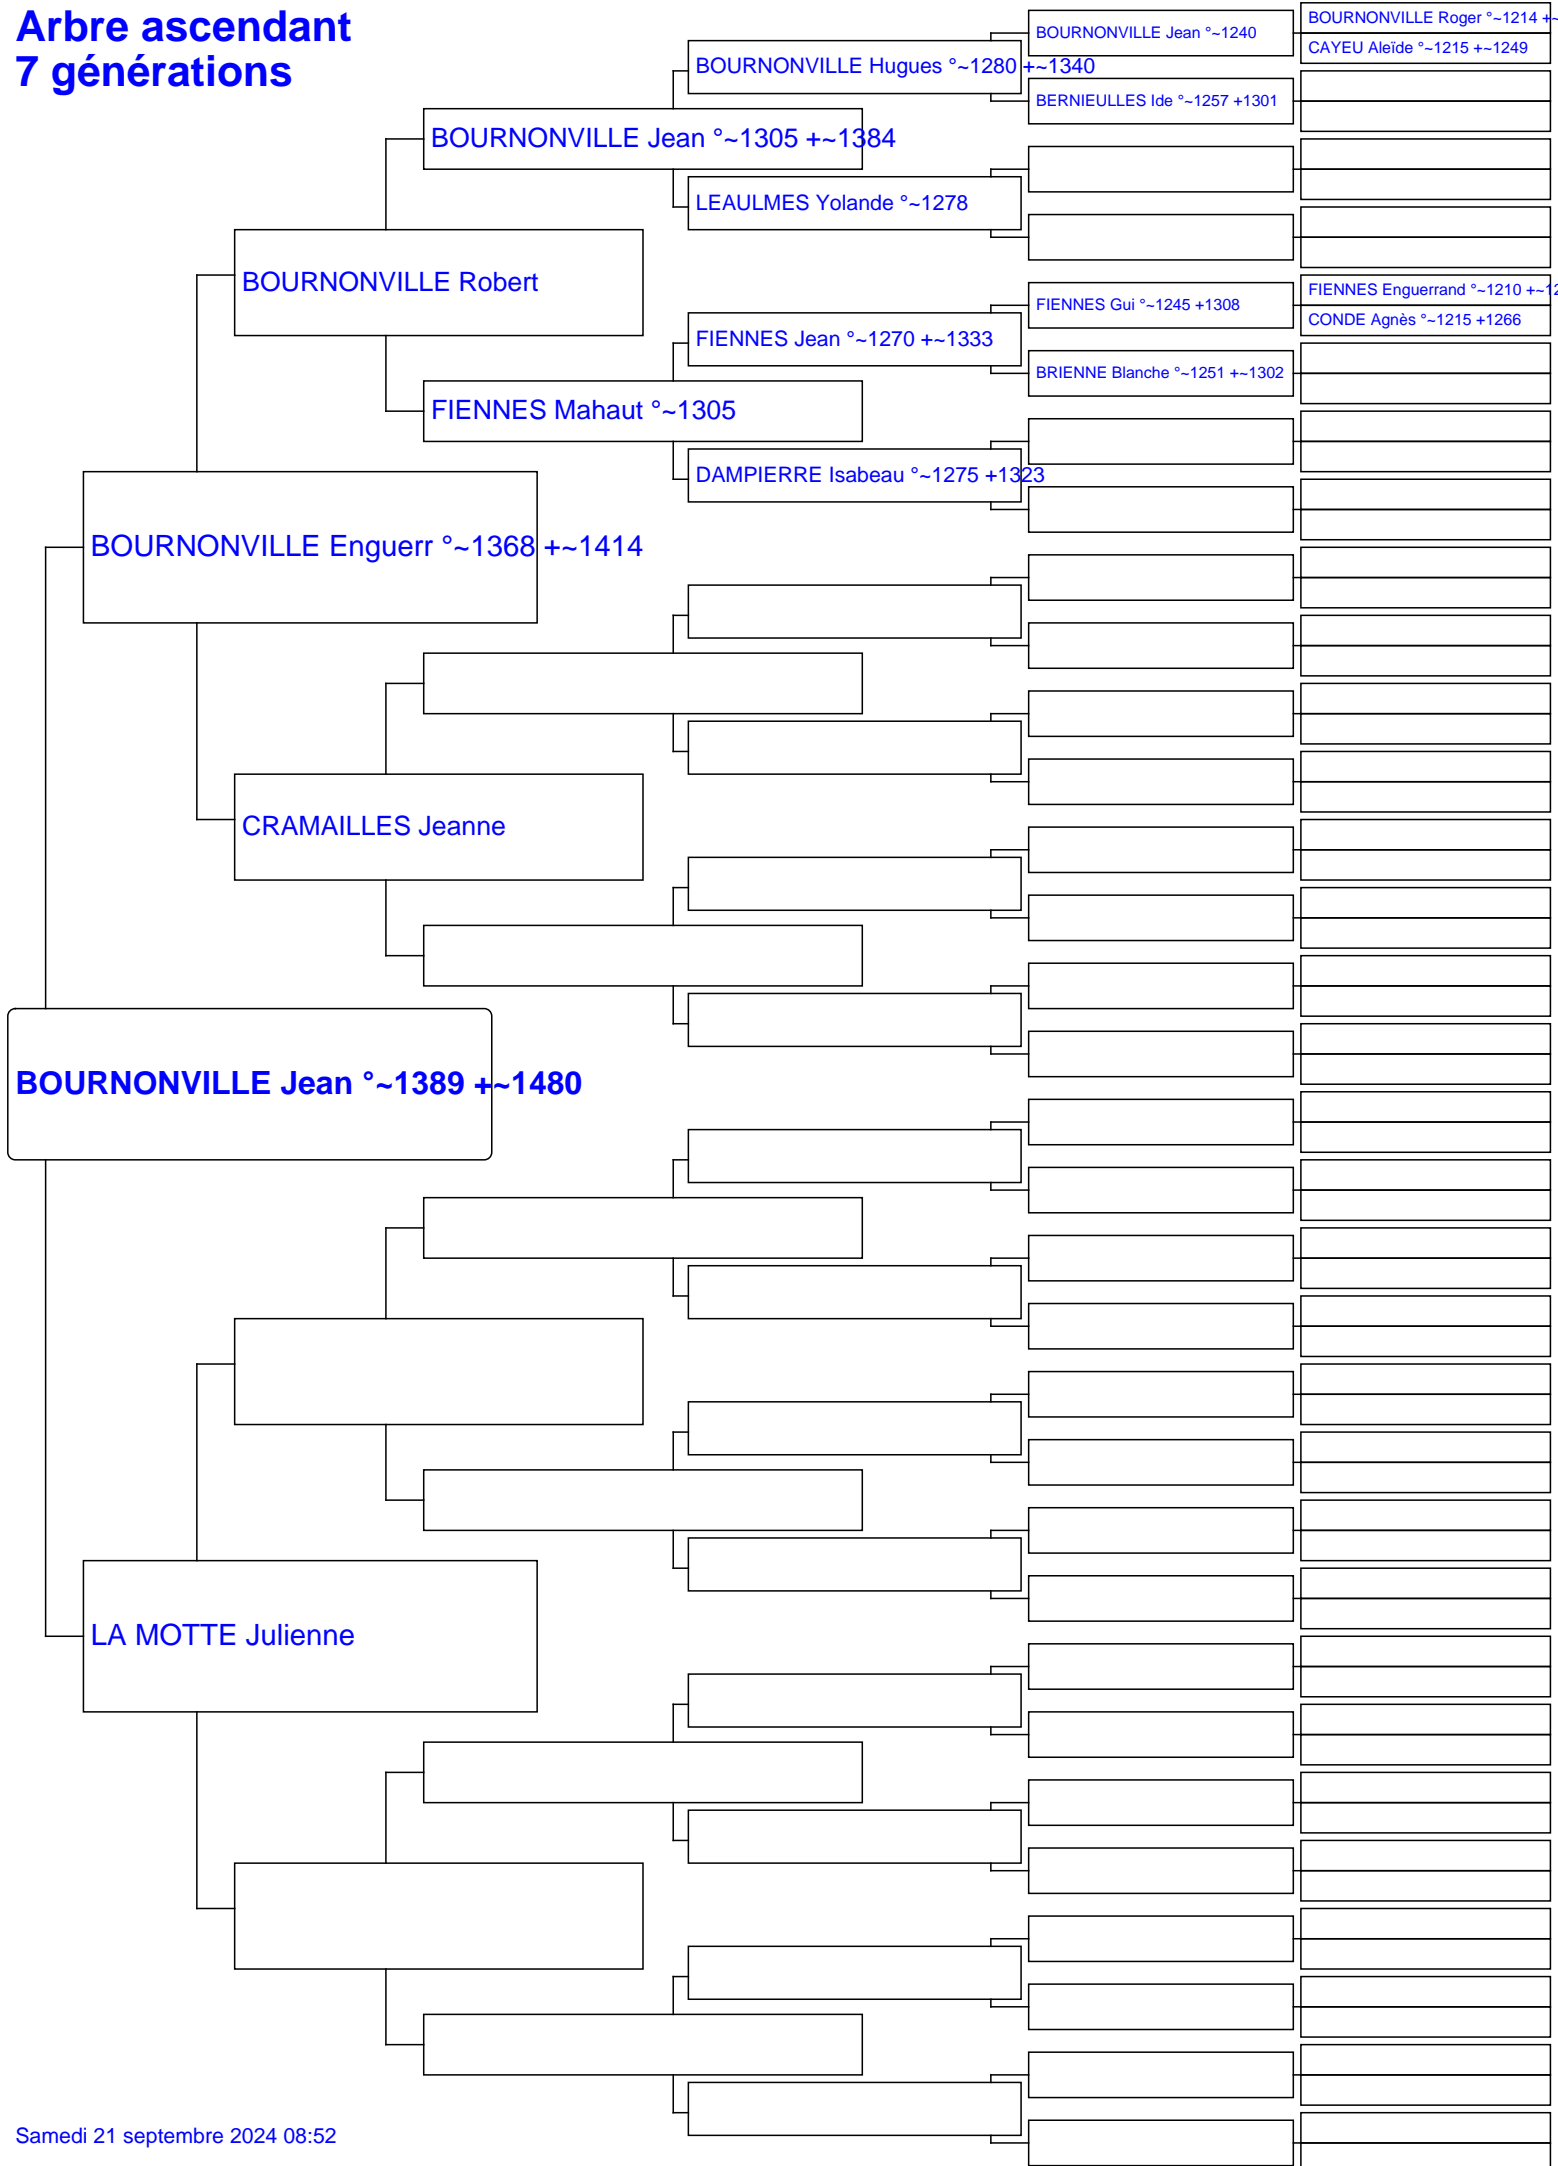 Arbre ascendant
7 générations
BOURNONVILLE Roger °~1214 +~
BOURNONVILLE Jean °~1240
CAYEU Aleïde °~1215 +~1249
BOURNONVILLE Hugues °~1280 +~1340
BERNIEULLES Ide °~1257 +1301
BOURNONVILLE Jean °~1305 +~1384
LEAULMES Yolande °~1278
BOURNONVILLE Robert
FIENNES Enguerrand °~1210 +~12
FIENNES Gui °~1245 +1308
CONDE Agnès °~1215 +1266
FIENNES Jean °~1270 +~1333
BRIENNE Blanche °~1251 +~1302
FIENNES Mahaut °~1305
DAMPIERRE Isabeau °~1275 +1323
BOURNONVILLE Enguerr °~1368 +~1414
CRAMAILLES Jeanne
BOURNONVILLE Jean °~1389 +~1480
LA MOTTE Julienne
Samedi 21 septembre 2024 08:52